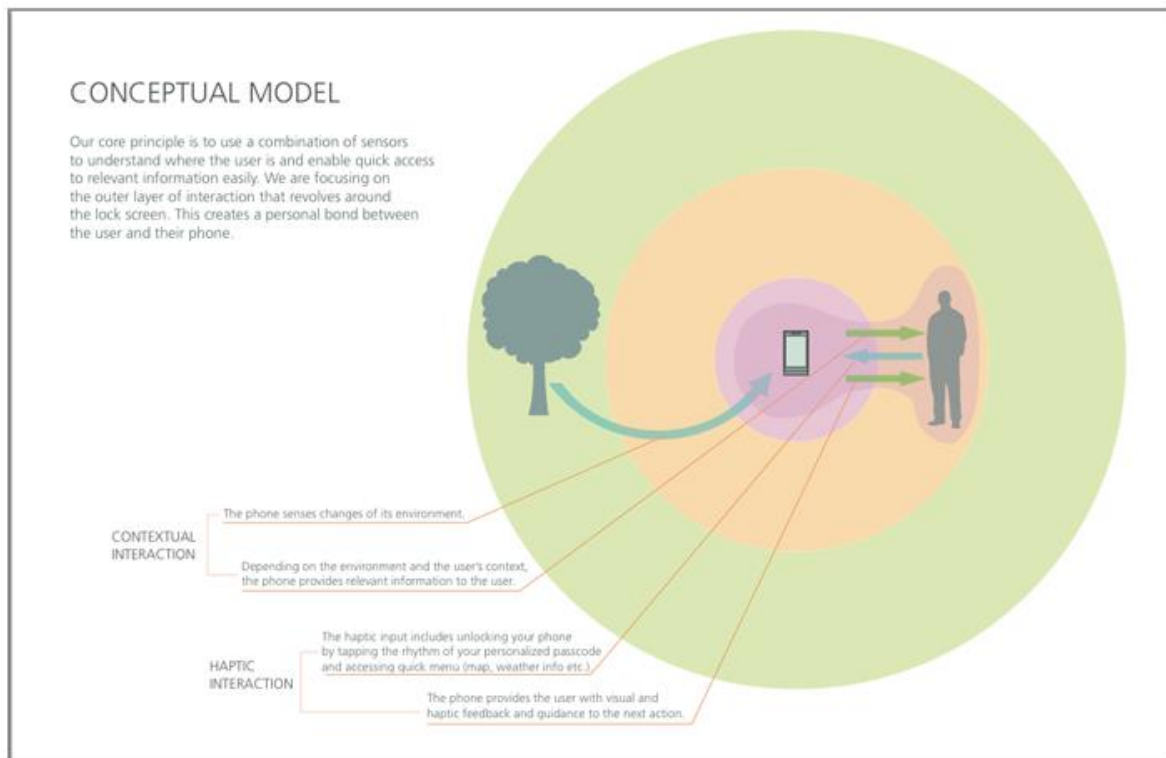 CONCEPTUAL MODEL
Our core principle is to use a combination of sensors
to understand where the user is and enable quick access
to relevant information easily. We are focusing on
the outer layer of interaction that revolves around
the lock screen. This creates a personal bond between
the user and their phone.
CONTEXTUAL
INTERACTION
The phone senses changes of its environment.
Depending on the environment and the user's context,
the phone provides relevant information to the user.
HAPTIC
INTERACTION
The haptic input includes unlocking your phone
by tapping the rhythm of your personalized passcode
and accessing quick menu (map, weather info etc.)
The phone provides the user with visual and
haptic feedback and guidance to the next action.